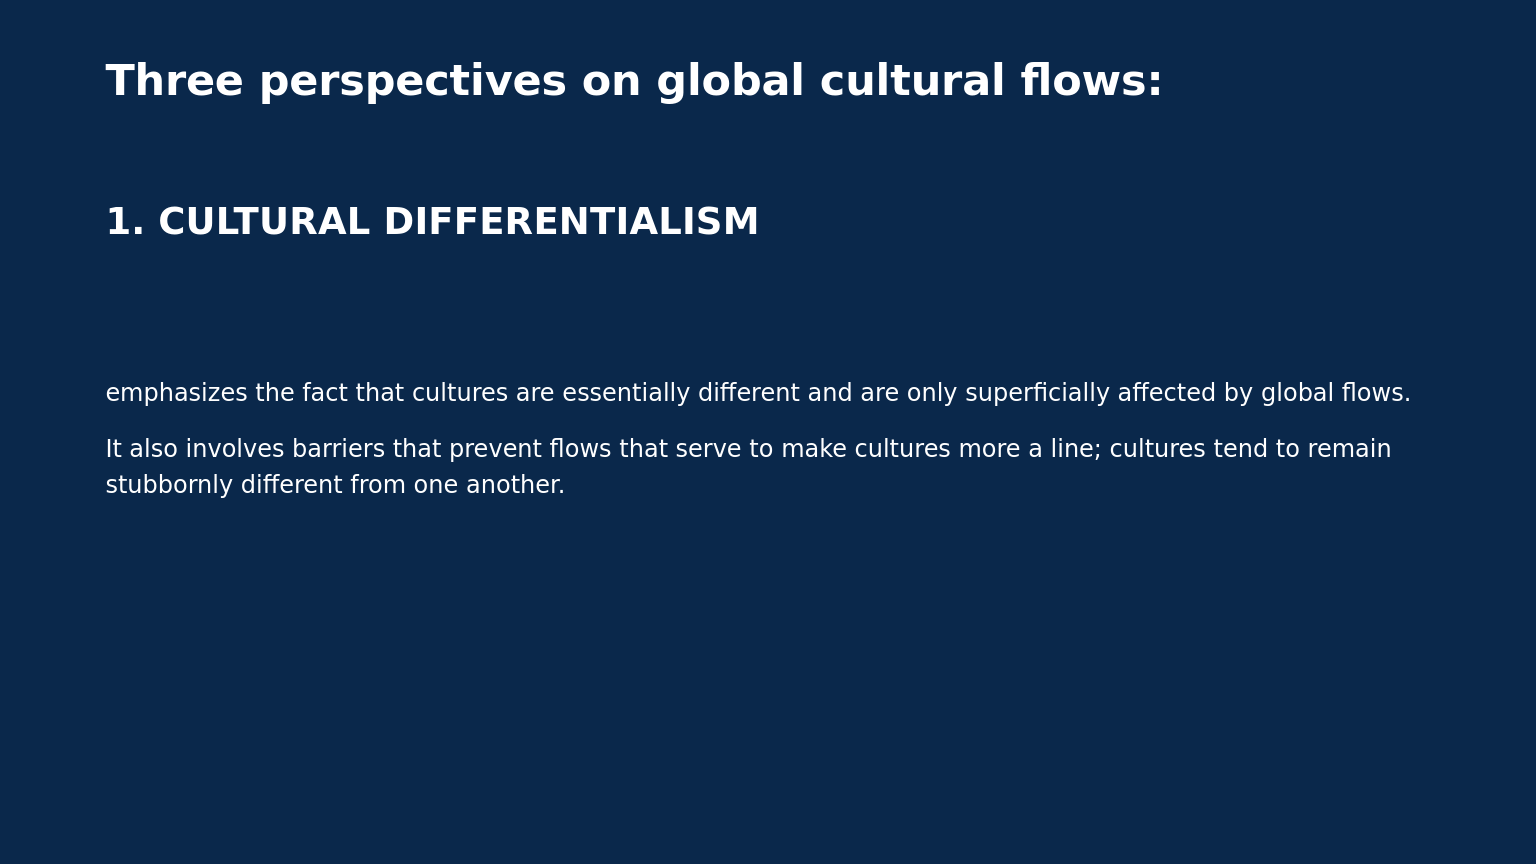 Three perspectives on global cultural flows:
1. CULTURAL DIFFERENTIALISM
emphasizes the fact that cultures are essentially different and are only superficially affected by global flows.
It also involves barriers that prevent flows that serve to make cultures more a line; cultures tend to remain
stubbornly different from one another.